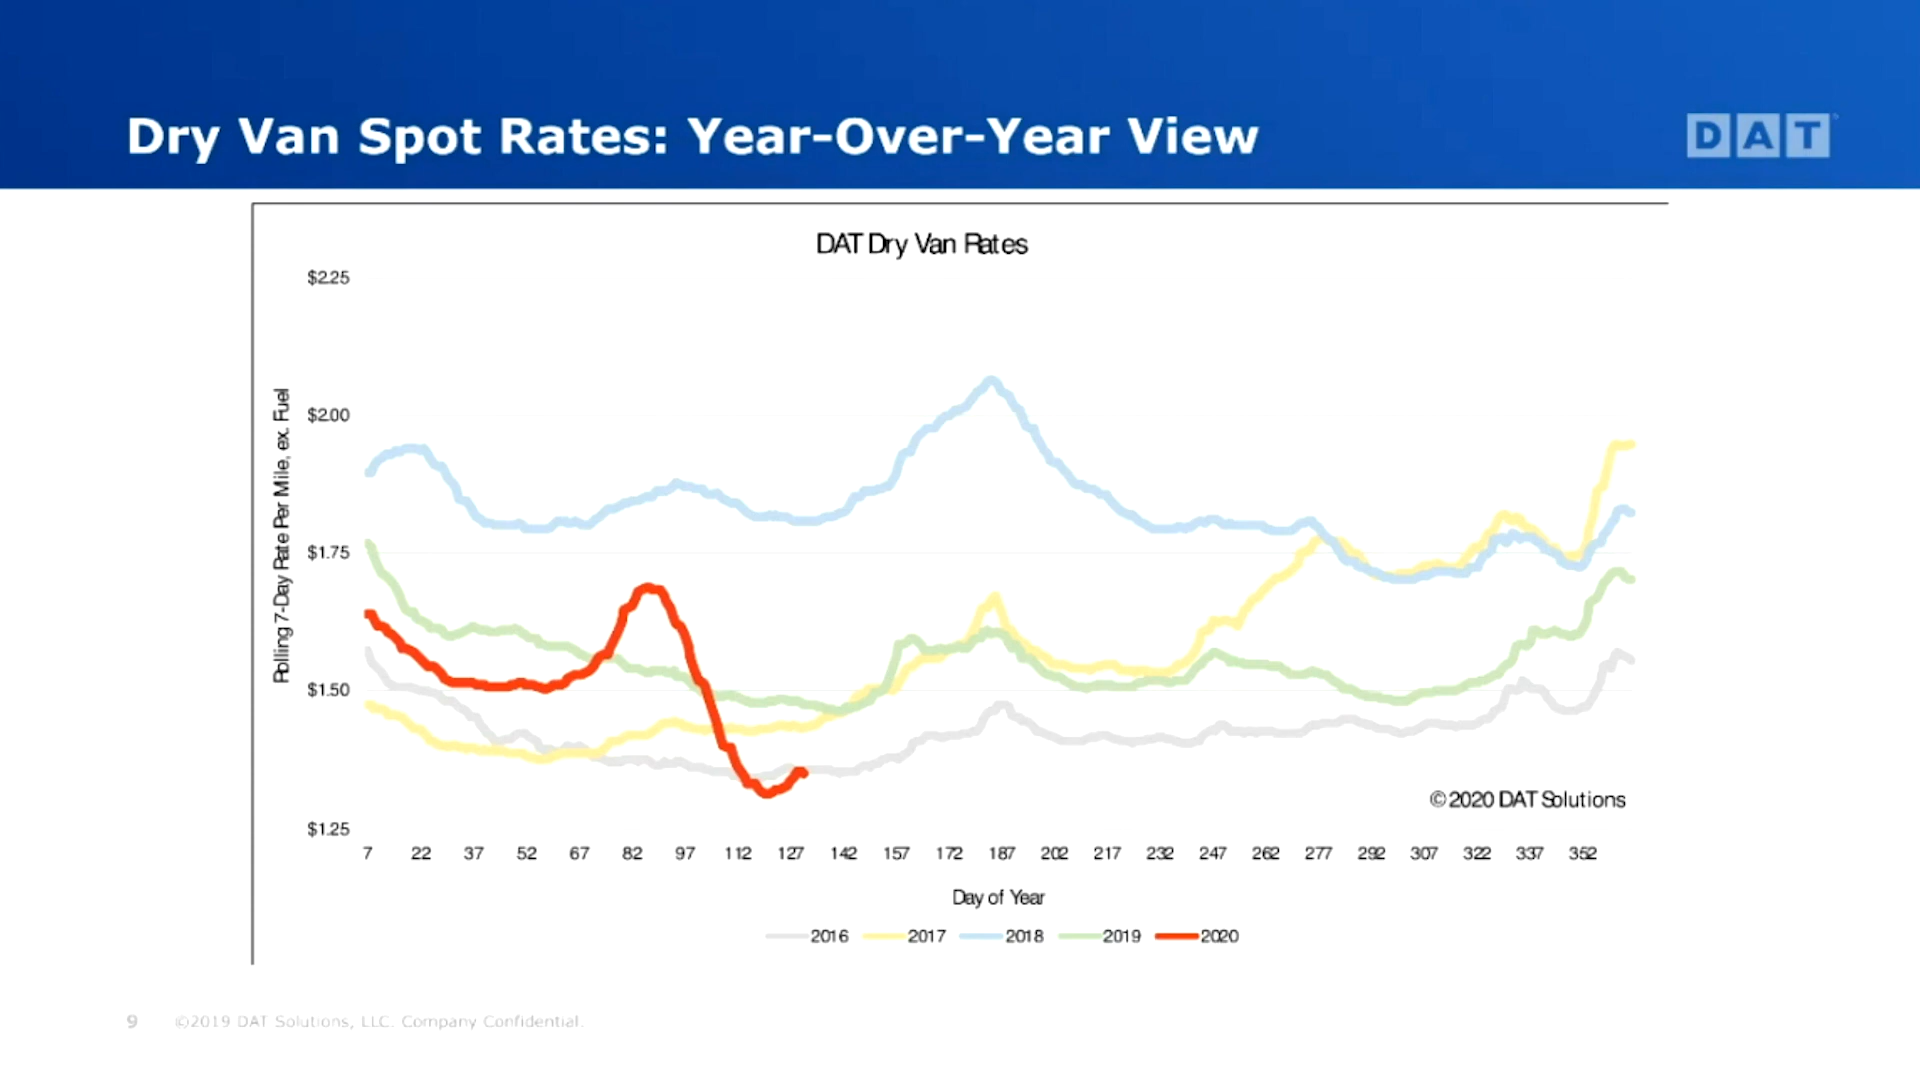 Dry Van Spot Rates: Year-Over-Year View
DAT
DAT Dry Van Rates
$2.25
$2.00
$1.75
$1.50
$1.25
Rolling 7-Day Rate Per Mile, ex. Fuel
©2020 DAT Solutions
7 22 37 52 67 82 97 112 127 142 157 172 187 202 217 232 247 262 277 292 307 322 337 352
Day of Year
2016 2017 2018 2019 2020
9 ©2019 DAT Solutions, LLC. Company Confidential.